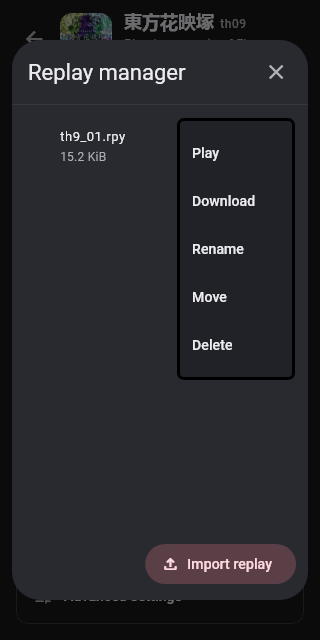 東方花映塚 th09
Replay manager
th9_01.rpy
15.2 KiB
Play
Download
Rename
Move
Delete
Import replay